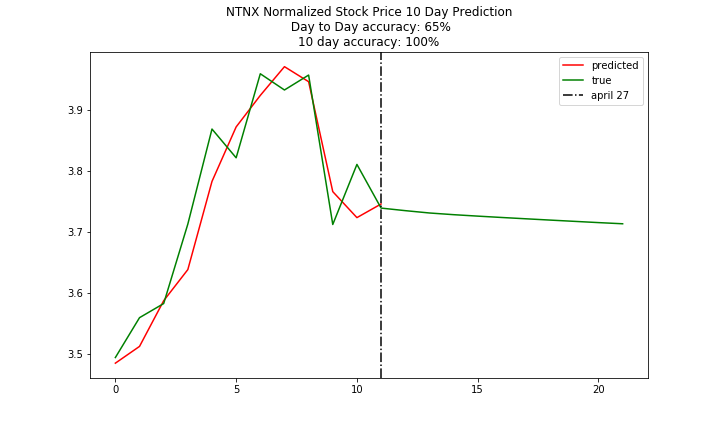 NTNX Normalized Stock Price 10 Day Prediction
Day to Day accuracy: 65%
10 day accuracy: 100%
predicted
true
april 27
3.9
3.8
3.7
3.6
3.5
0 5 10 15 20